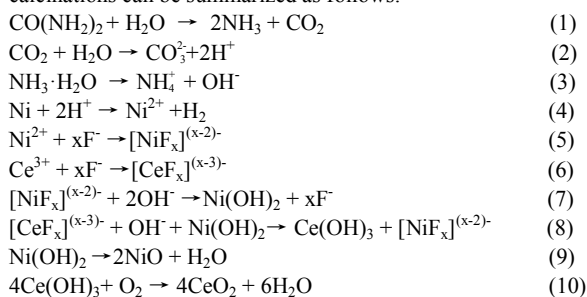 calcinations can be summarized as follows:
CO(NH₂)₂ + H₂O → 2NH₃ + CO₂ (1)
CO₂ + H₂O → CO₃²⁻+2H⁺ (2)
NH₃·H₂O → NH₄⁺ + OH⁻ (3)
Ni + 2H⁺ → Ni²⁺ +H₂ (4)
Ni²⁺ + xF⁻ →[NiFₓ]⁽ˣ⁻²⁾⁻ (5)
Ce³⁺ + xF⁻ →[CeFₓ]⁽ˣ⁻³⁾⁻ (6)
[NiFₓ]⁽ˣ⁻²⁾⁻ + 2OH⁻ →Ni(OH)₂ + xF⁻ (7)
[CeFₓ]⁽ˣ⁻³⁾⁻ + OH⁻ + Ni(OH)₂→ Ce(OH)₃ + [NiFₓ]⁽ˣ⁻²⁾⁻ (8)
Ni(OH)₂ →2NiO + H₂O (9)
4Ce(OH)₃+ O₂ → 4CeO₂ + 6H₂O (10)